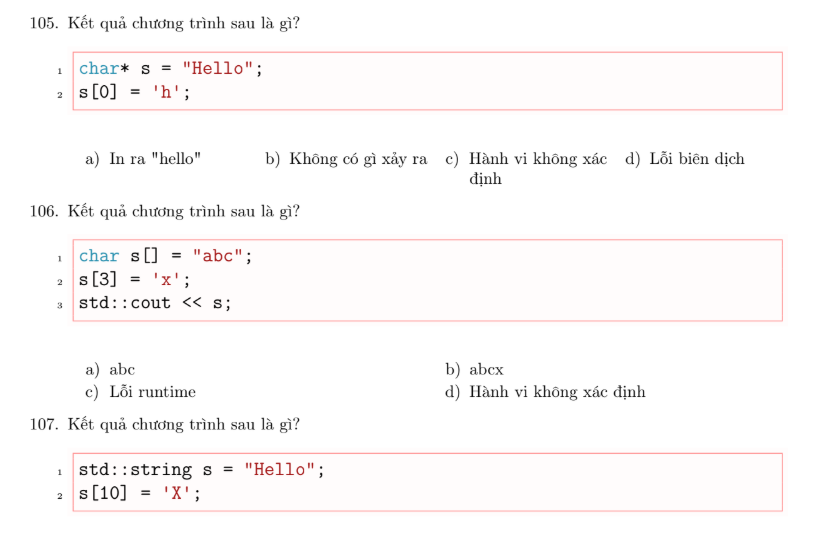 105. Kết quả chương trình sau là gì?
1 char* s = "Hello";
2 s[0] = 'h';
a) In ra "hello" b) Không có gì xảy ra c) Hành vi không xác định d) Lỗi biên dịch
106. Kết quả chương trình sau là gì?
1 char s[] = "abc";
2 s[3] = 'x';
3 std::cout << s;
a) abc b) abcx
c) Lỗi runtime d) Hành vi không xác định
107. Kết quả chương trình sau là gì?
1 std::string s = "Hello";
2 s[10] = 'X';